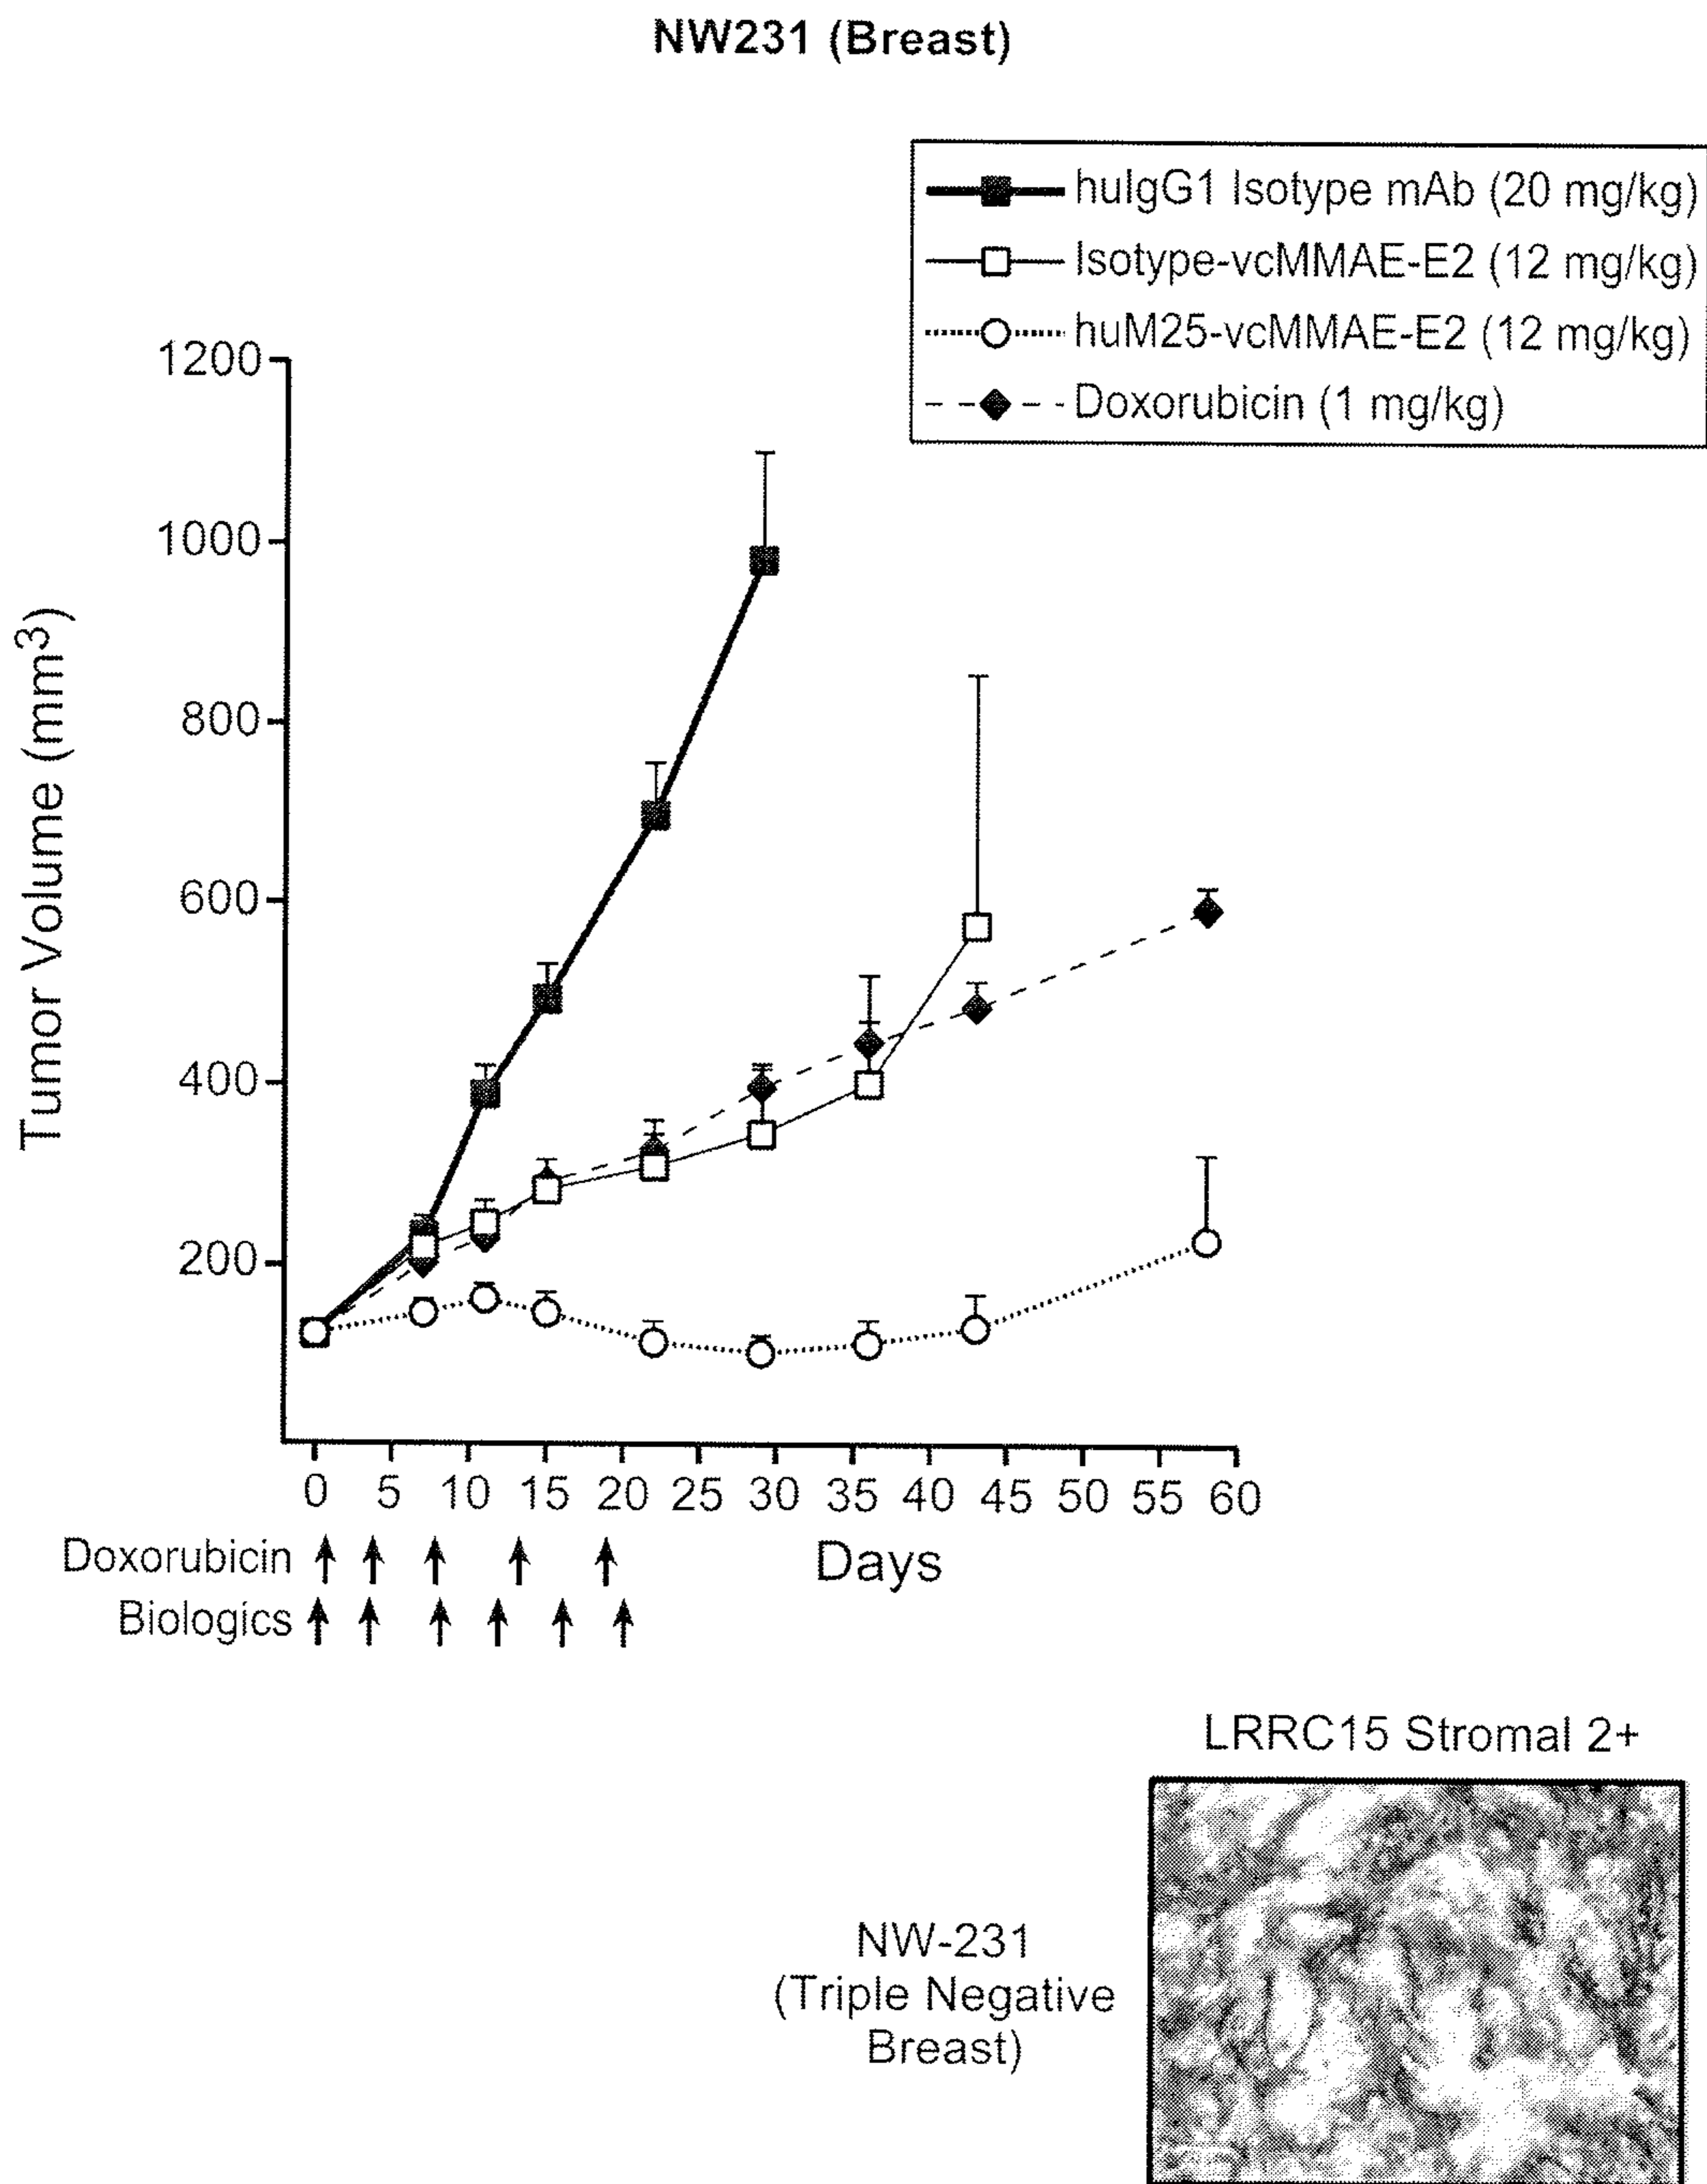 NW231 (Breast)
huIgG1 Isotype mAb (20 mg/kg)
Isotype-vcMMAE-E2 (12 mg/kg)
huM25-vcMMAE-E2 (12 mg/kg)
Doxorubicin (1 mg/kg)
Tumor Volume (mm³)
1200
1000
800
600
400
200
0 5 10 15 20 25 30 35 40 45 50 55 60
Doxorubicin
Days
Biologics
LRRC15 Stromal 2+
NW-231
(Triple Negative
Breast)